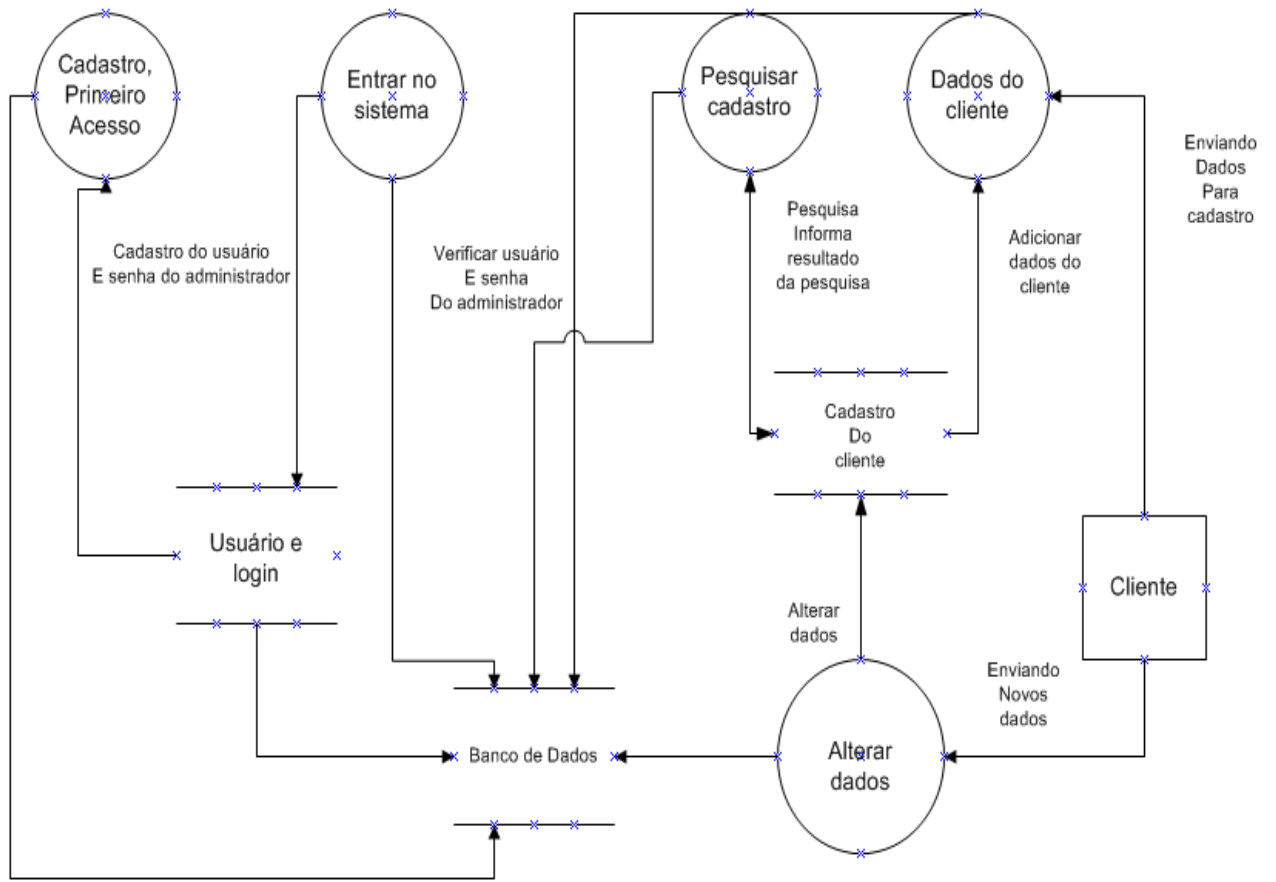 Cadastro,
Primeiro
Acesso
Entrar no
sistema
Pesquisar
cadastro
Dados do
cliente
Enviando
Dados
Para
cadastro
Cadastro do usuário
E senha do administrador
Verificar usuário
E senha
Do administrador
Pesquisa
Informa
resultado
da pesquisa
Adicionar
dados do
cliente
Cadastro
Do
cliente
Usuário e
login
Cliente
Alterar
dados
Enviando
Novos
dados
Banco de Dados
Alterar
dados